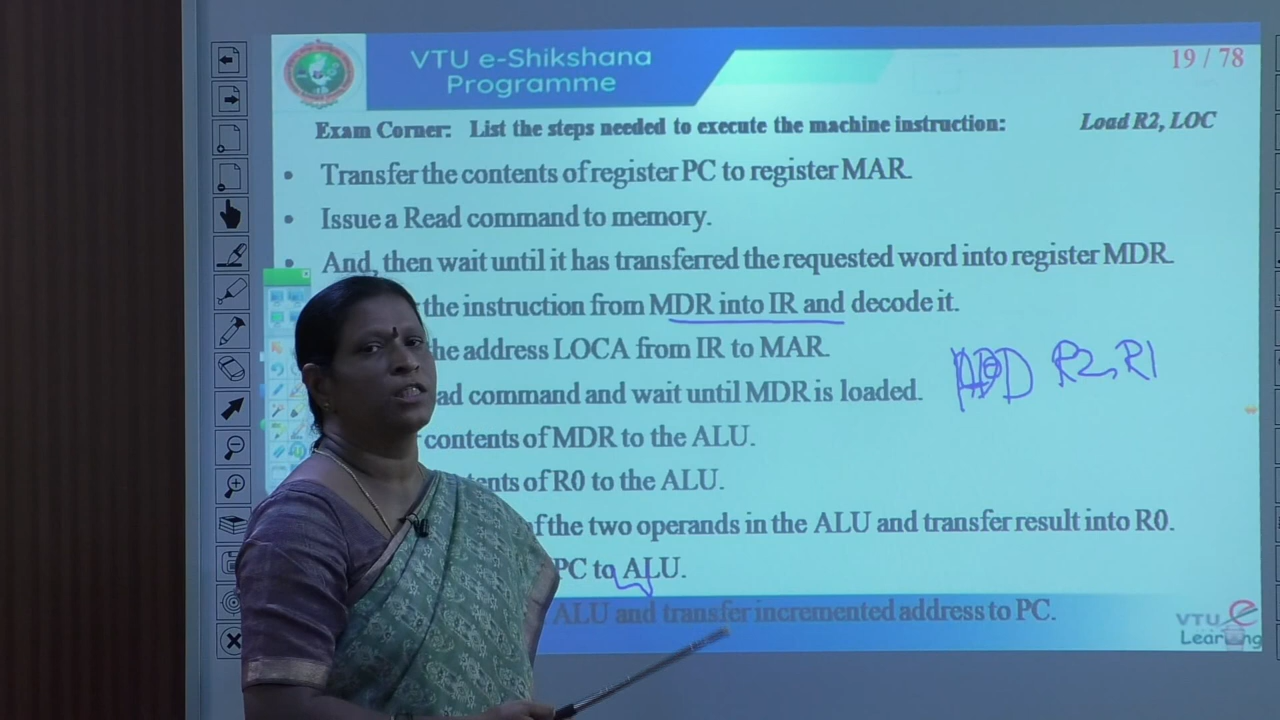 VTU e-Shikshana
Programme
19 / 78
Exam Corner: List the steps needed to execute the machine instruction: Load R2, LOC
• Transfer the contents of register PC to register MAR.
• Issue a Read command to memory.
• And, then wait until it has transferred the requested word into register MDR.
the instruction from MDR into IR and decode it.
the address LOCA from IR to MAR.
command and wait until MDR is loaded.
ADD R2, R1
contents of MDR to the ALU.
of R0 to the ALU.
of the two operands in the ALU and transfer result into R0.
PC to ALU.
ALU and transfer incremented address to PC.
VTU e
Learning